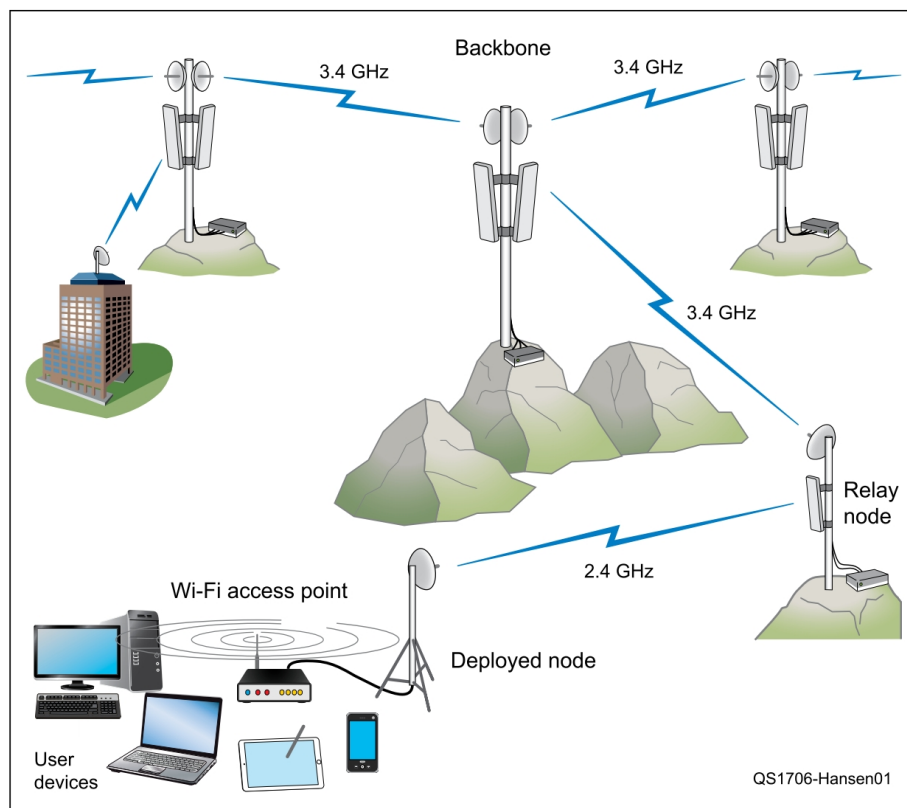 Backbone
3.4 GHz
3.4 GHz
3.4 GHz
Relay
node
2.4 GHz
Wi-Fi access point
Deployed node
User
devices
QS1706-Hansen01